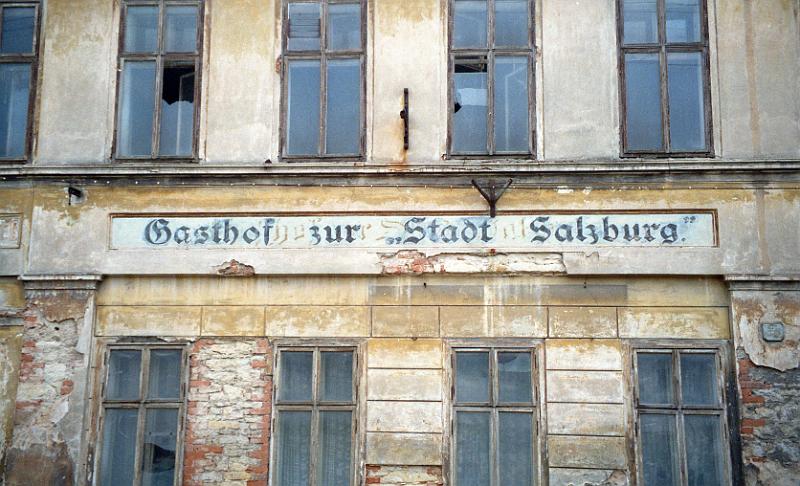 Gasthof zur „Stadt Salzburg.“